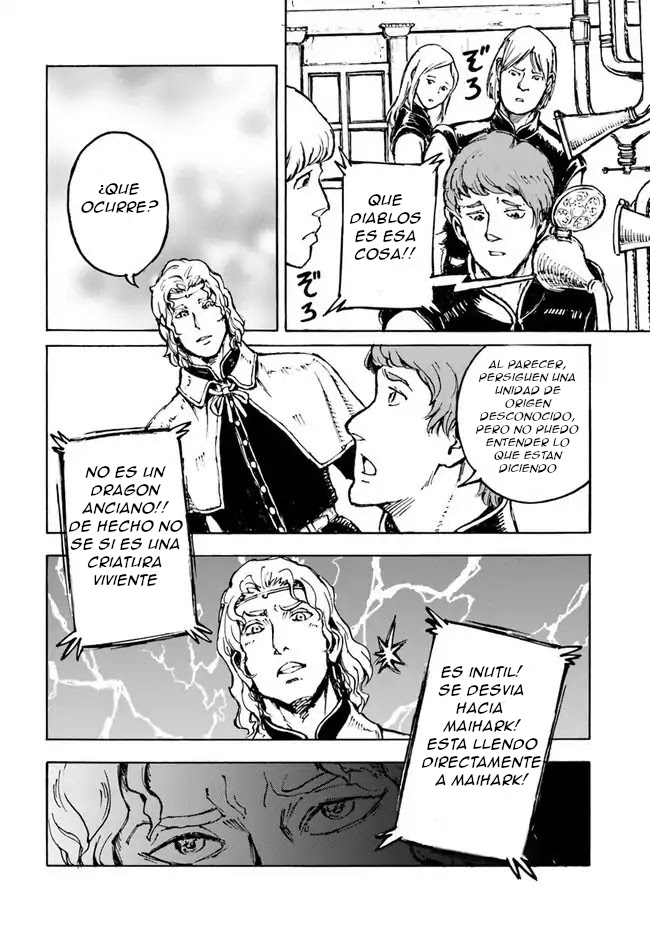 ぞろ
QUE
DIABLOS
ES ESA
COSA!!
ぞろ
¿QUE
OCURRE?
AL PARECER,
PERSIGUEN UNA
UNIDAD DE
ORIGEN
DESCONOCIDO,
PERO NO PUEDO
ENTENDER LO
QUE ESTAN
DICIENDO
NO ES UN
DRAGON
ANCIANO!!
DE HECHO NO
SE SI ES UNA
CRIATURA
VIVIENTE
ES INUTIL!
SE DESVIA
HACIA
MAIHARK!
ESTA LLENDO
DIRECTAMENTE
A MAIHARK!